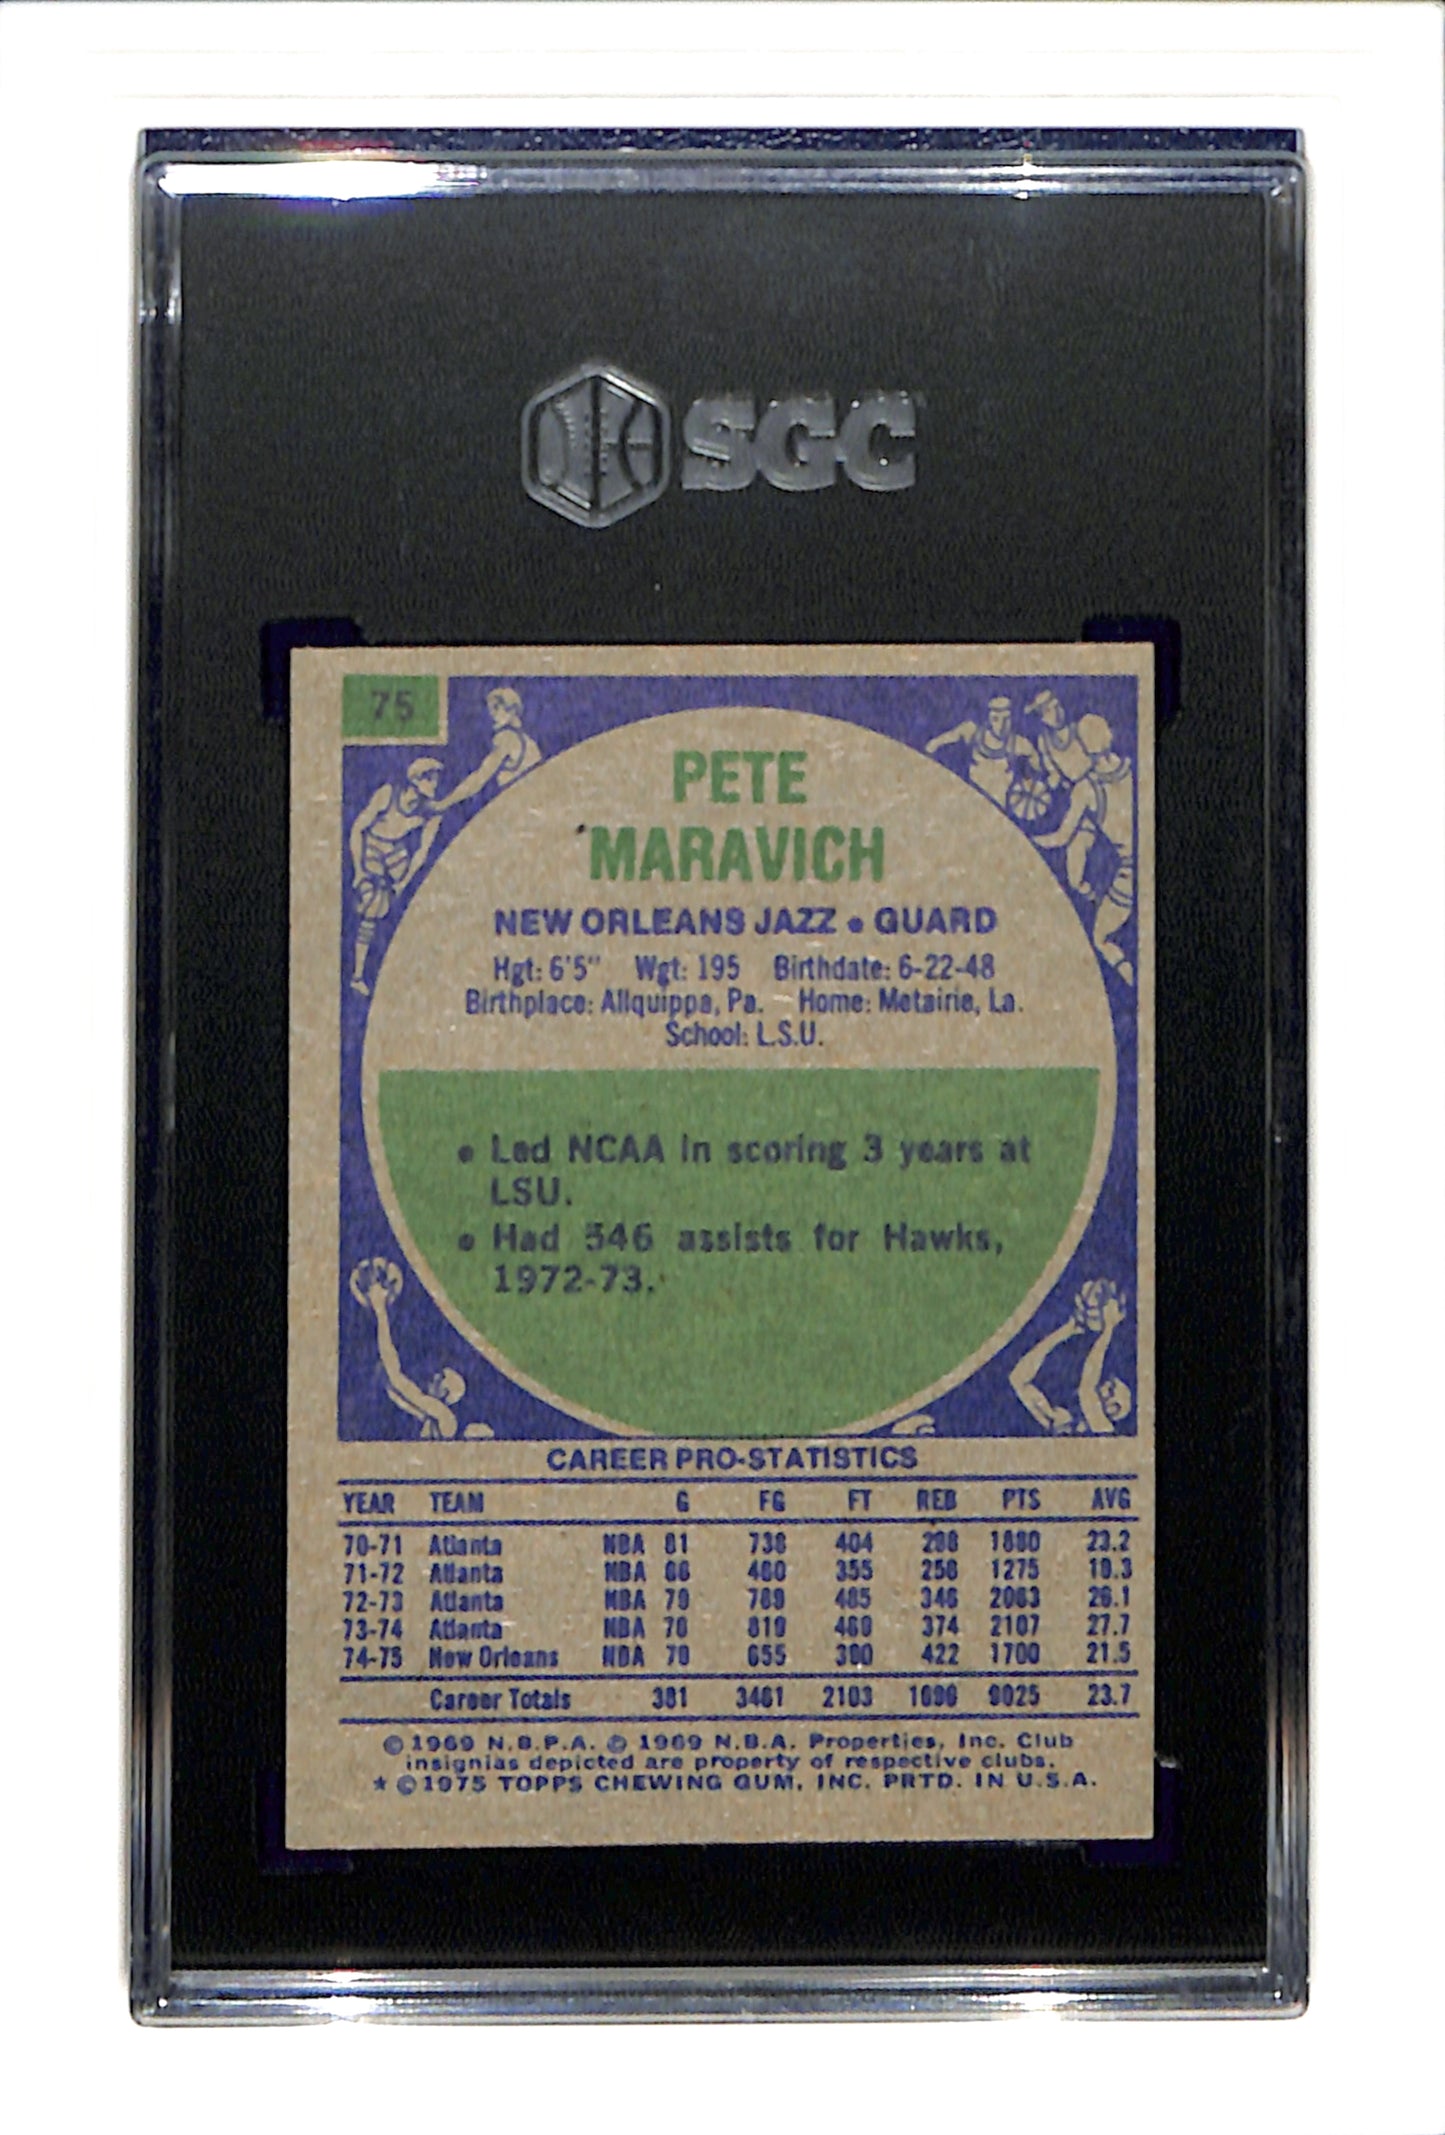 SGC
75
PETE
MARAVICH
NEW ORLEANS JAZZ • GUARD
Hgt: 6'5" Wgt: 195 Birthdate: 6-22-48
Birthplace: Aliquippa, Pa. Home: Metairie, La.
School: L.S.U.
• Led NCAA in scoring 3 years at
LSU.
• Had 546 assists for Hawks,
1972-73.
CAREER PRO-STATISTICS
YEAR TEAM G FG FT REB PTS AVG
70-71 Atlanta NBA 81 738 404 298 1880 23.2
71-72 Atlanta NBA 66 460 355 256 1275 19.3
72-73 Atlanta NBA 79 789 485 346 2063 26.1
73-74 Atlanta NBA 76 819 469 374 2107 27.7
74-75 New Orleans NBA 79 655 390 422 1700 21.5
Career Totals 381 3461 2103 1696 9025 23.7
© 1969 N.B.P.A. © 1969 N.B.A. Properties, Inc. Club
insignias depicted are property of respective clubs.
★ © 1975 TOPPS CHEWING GUM, INC. PRTD. IN U.S.A.